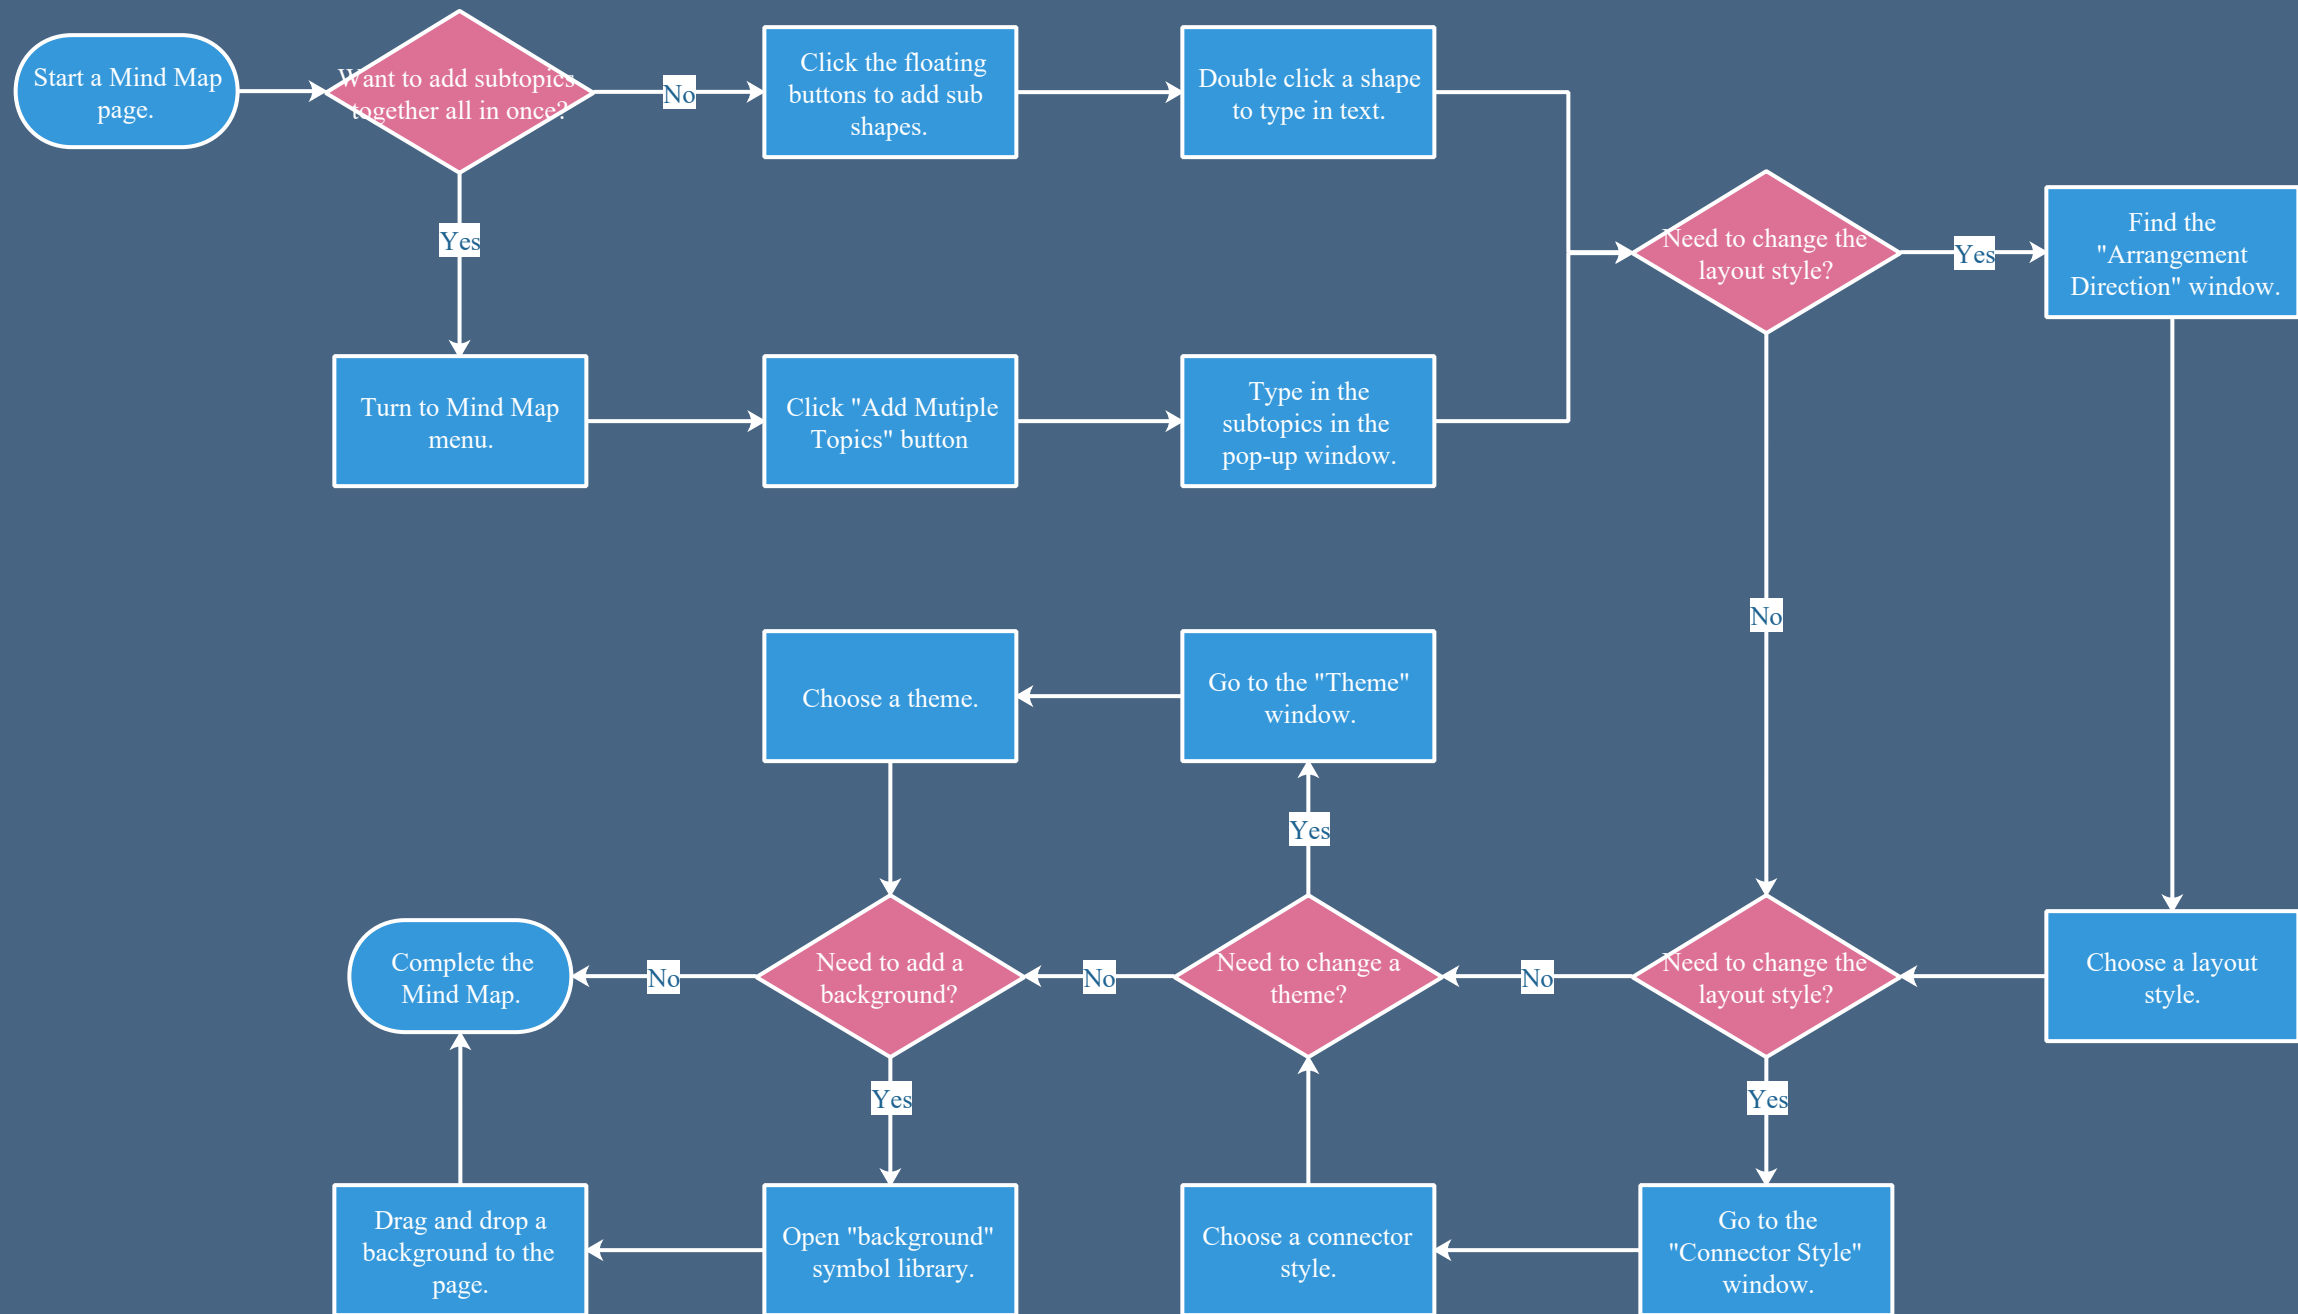 Start a Mind Map
page.
Want to add subtopics
together all in once?
No
Click the floating
buttons to add sub
shapes.
Double click a shape
to type in text.
Yes
Need to change the
layout style?
Yes
Find the
"Arrangement
Direction" window.
Turn to Mind Map
menu.
Click "Add Mutiple
Topics" button
Type in the
subtopics in the
pop-up window.
No
Choose a theme.
Go to the "Theme"
window.
Yes
Complete the
Mind Map.
No
Need to add a
background?
No
Need to change a
theme?
No
Need to change the
layout style?
Choose a layout
style.
Yes
Yes
Drag and drop a
background to the
page.
Open "background"
symbol library.
Choose a connector
style.
Go to the
"Connector Style"
window.